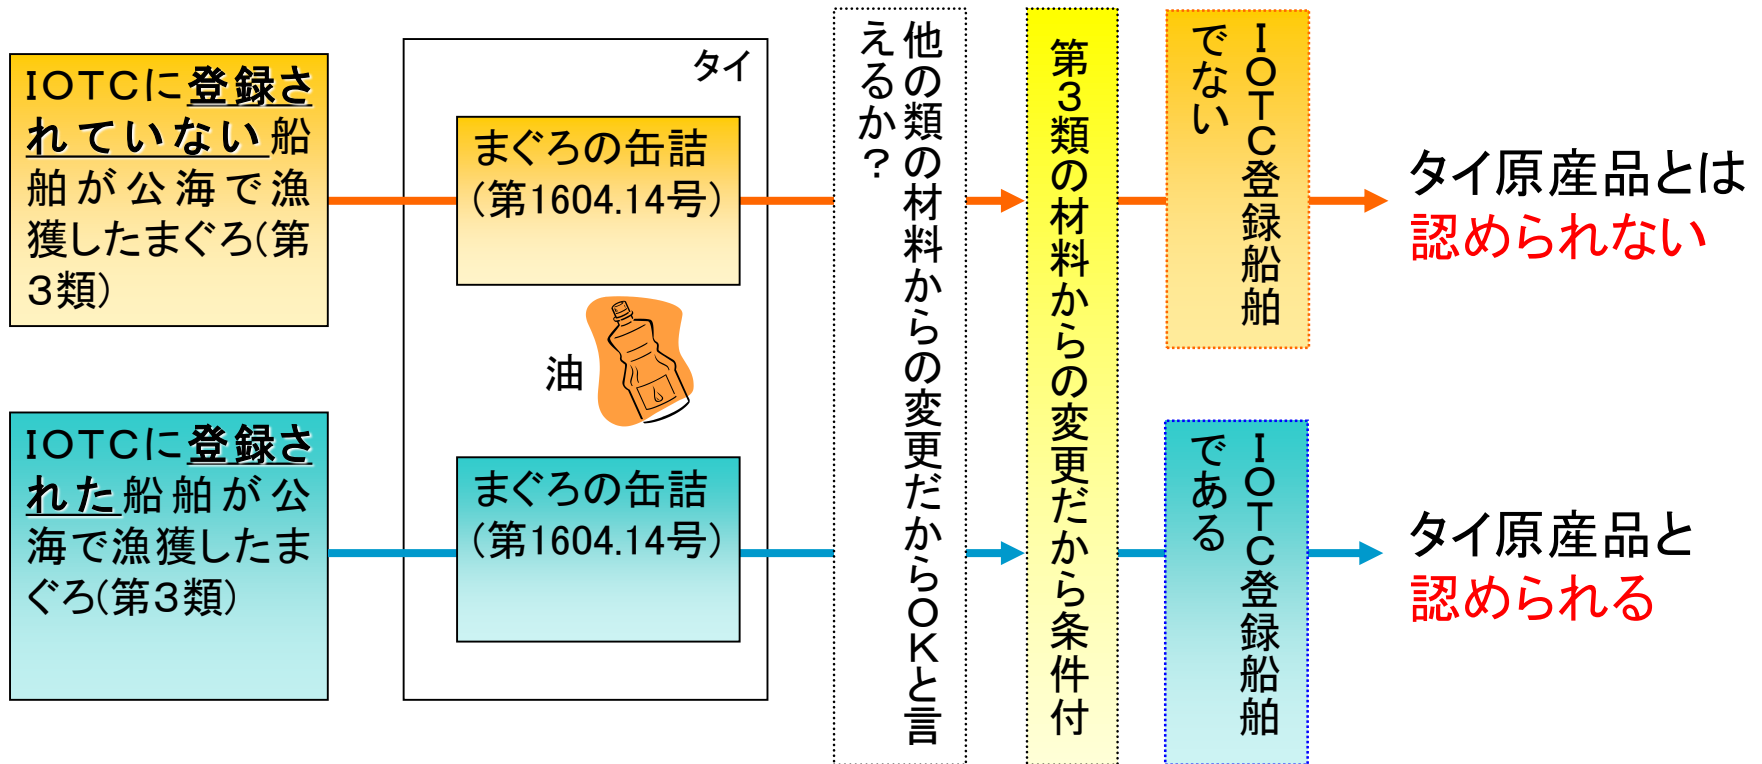 IOTCに登録さ
れていない船
舶が公海で漁
獲したまぐろ(第
3類)
タイ
まぐろの缶詰
(第1604.14号)
油
IOTCに登録さ
れた船舶が公
海で漁獲したま
ぐろ(第3類)
まぐろの缶詰
(第1604.14号)
他の類の材料からの変更だからOKと言
えるか?
第3類の材料からの変更だから条件付
IOTC登録船舶
でない
タイ原産品とは
認められない
IOTC登録船舶
である
タイ原産品と
認められる